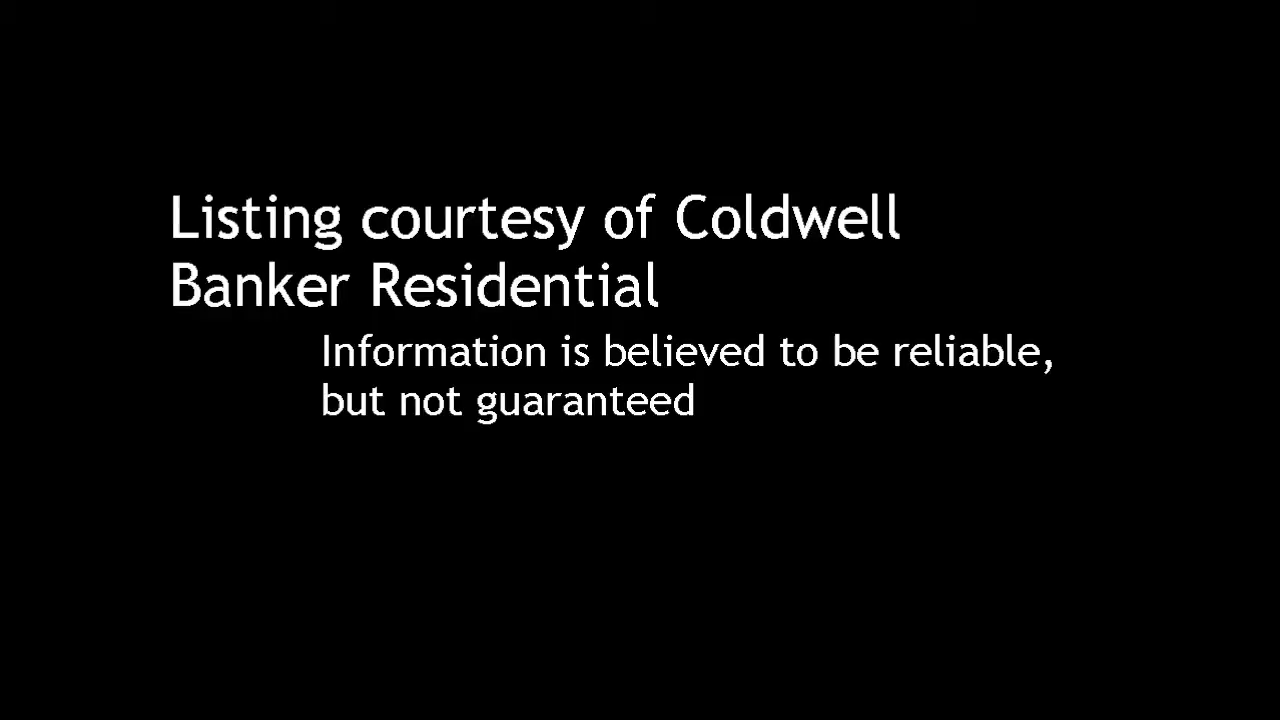 Listing courtesy of Coldwell
Banker Residential
Information is believed to be reliable,
but not guaranteed